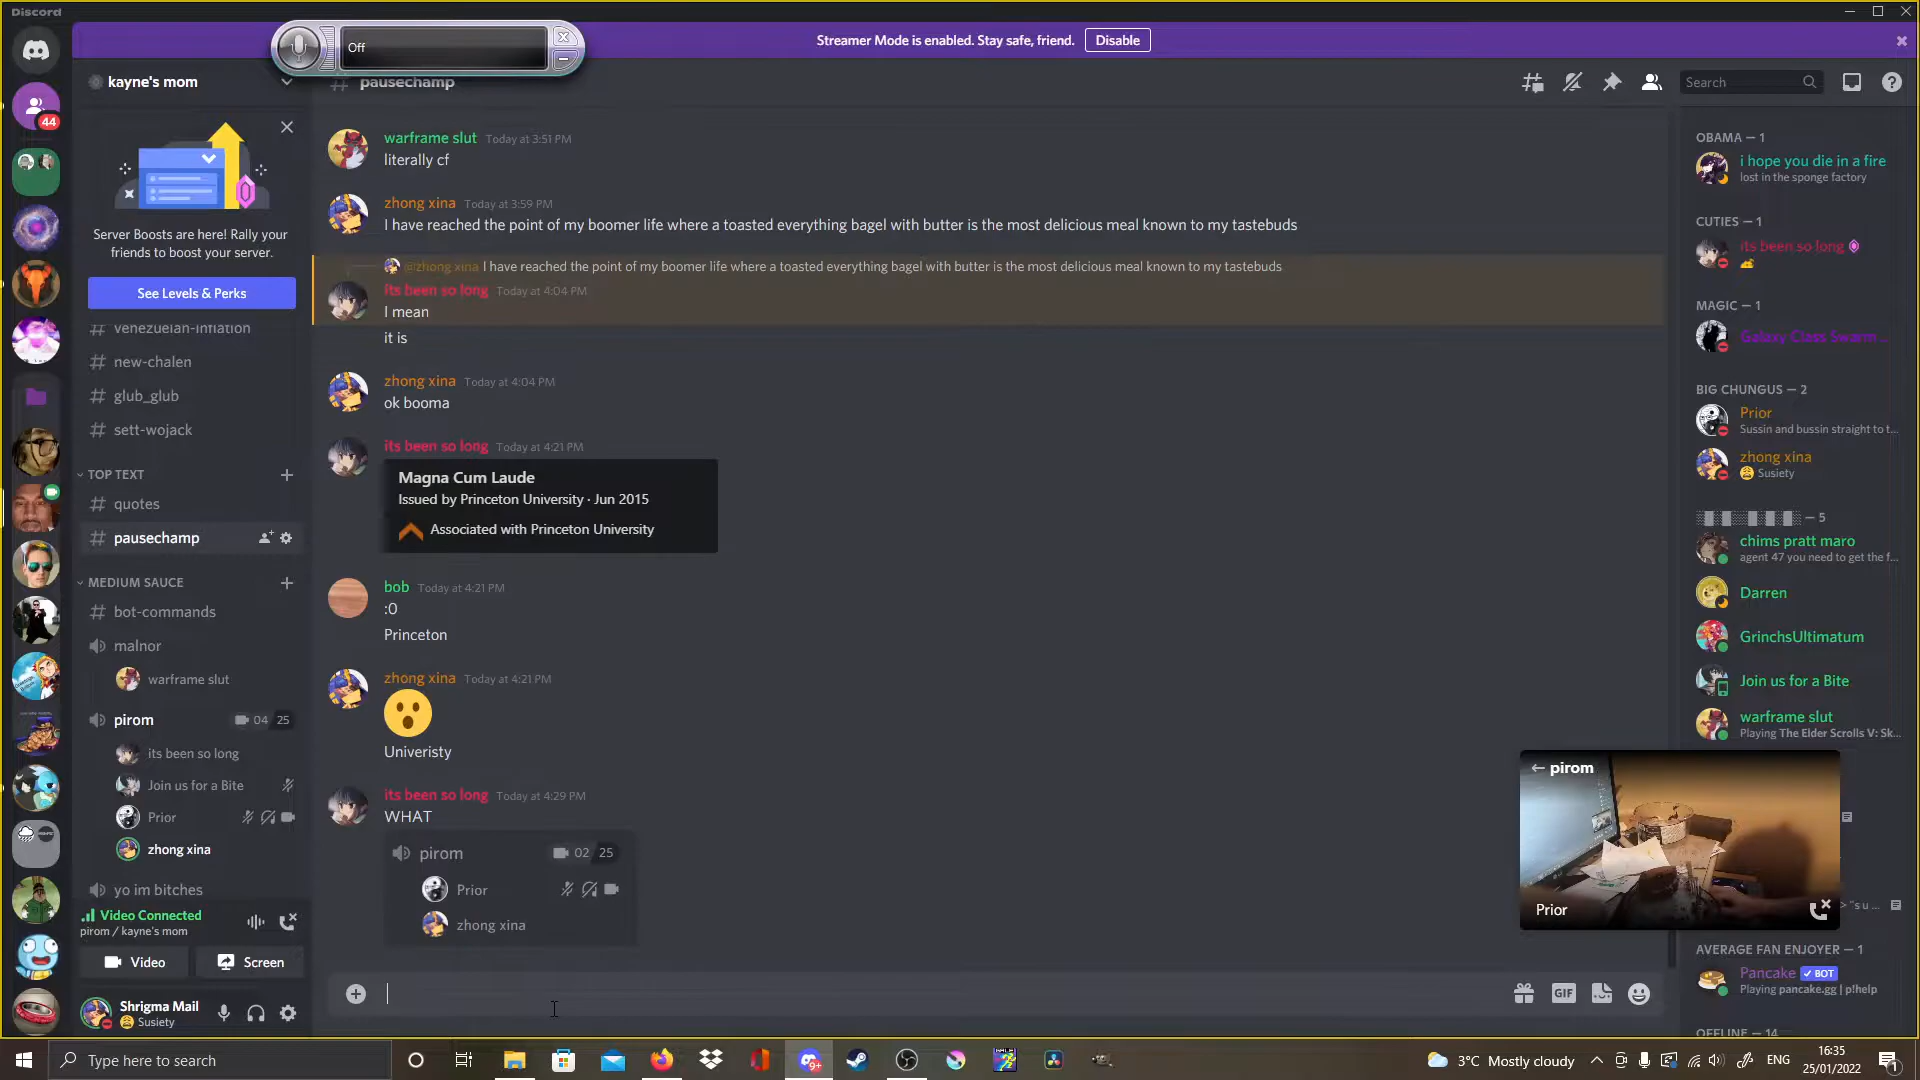 Discord
Off
Streamer Mode is enabled. Stay safe, friend.
Disable
44
kayne's mom
Server Boosts are here! Rally your
friends to boost your server.
See Levels & Perks
venezuelan-inflation
new-chalen
glub_glub
sett-wojack
TOP TEXT
quotes
pausechamp
MEDIUM SAUCE
bot-commands
malnor
warframe slut
pirom
04 25
its been so long
Join us for a Bite
Prior
zhong xina
yo im bitches
Video Connected
pirom / kayne's mom
Video
Screen
Shrigma Mail
Susiety
pausechamp
Search
warframe slut Today at 3:51 PM
literally cf
zhong xina Today at 3:59 PM
I have reached the point of my boomer life where a toasted everything bagel with butter is the most delicious meal known to my tastebuds
@zhong xina I have reached the point of my boomer life where a toasted everything bagel with butter is the most delicious meal known to my tastebuds
its been so long Today at 4:04 PM
I mean
it is
zhong xina Today at 4:04 PM
ok booma
its been so long Today at 4:21 PM
Magna Cum Laude
Issued by Princeton University · Jun 2015
Associated with Princeton University
bob Today at 4:21 PM
:0
Princeton
zhong xina Today at 4:21 PM
Univeristy
its been so long Today at 4:29 PM
WHAT
pirom 02 25
Prior
zhong xina
GIF
OBAMA — 1
i hope you die in a fire
lost in the sponge factory
CUTIES — 1
its been so long
MAGIC — 1
Galaxy Class Swarm ...
BIG CHUNGUS — 2
Prior
Sussin and bussin straight to t...
zhong xina
Susiety
— 5
chims pratt maro
agent 47 you need to get the f...
Darren
GrinchsUltimatum
Join us for a Bite
warframe slut
Playing The Elder Scrolls V: Sk...
pirom
Prior
> "s u ...
AVERAGE FAN ENJOYER — 1
Pancake BOT
Playing pancake.gg | p!help
OFFLINE — 14
Type here to search
9+
3°C Mostly cloudy
ENG
16:35
25/01/2022
1